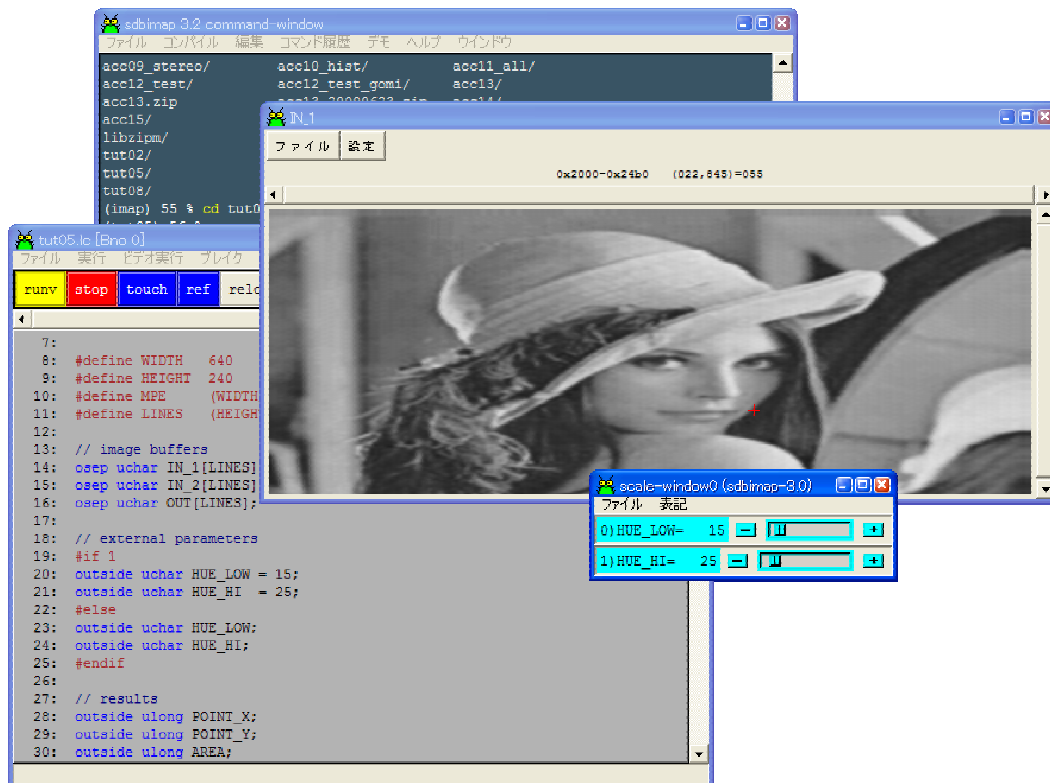 sdbimap 3.2 command-window
ファイル コンパイル 編集 コマンド履歴 デモ ヘルプ ウインドウ
acc09_stereo/ acc10_hist/ acc11_all/
acc12_test/ acc12_test_gomi/ acc13/
acc13.zip
acc15/
libzipm/
tut02/
tut05/
tut08/
(imap) 55 % cd tut0
IN_1
ファイル 設定
0x2000-0x24b0 (022,845)=055
tut05.lc [Bno 0]
ファイル 実行 ビデオ実行 ブレイク
runv stop touch ref relo
7:
8: #define WIDTH 640
9: #define HEIGHT 240
10: #define MPE (WIDTH
11: #define LINES (HEIGH
12:
13: // image buffers
14: osep uchar IN_1[LINES]
15: osep uchar IN_2[LINES]
16: osep uchar OUT[LINES];
17:
18: // external parameters
19: #if 1
20: outside uchar HUE_LOW = 15;
21: outside uchar HUE_HI = 25;
22: #else
23: outside uchar HUE_LOW;
24: outside uchar HUE_HI;
25: #endif
26:
27: // results
28: outside ulong POINT_X;
29: outside ulong POINT_Y;
30: outside ulong AREA;
scale-window0 (sdbimap-3.0)
ファイル 表記
0)HUE_LOW= 15
1)HUE_HI= 25